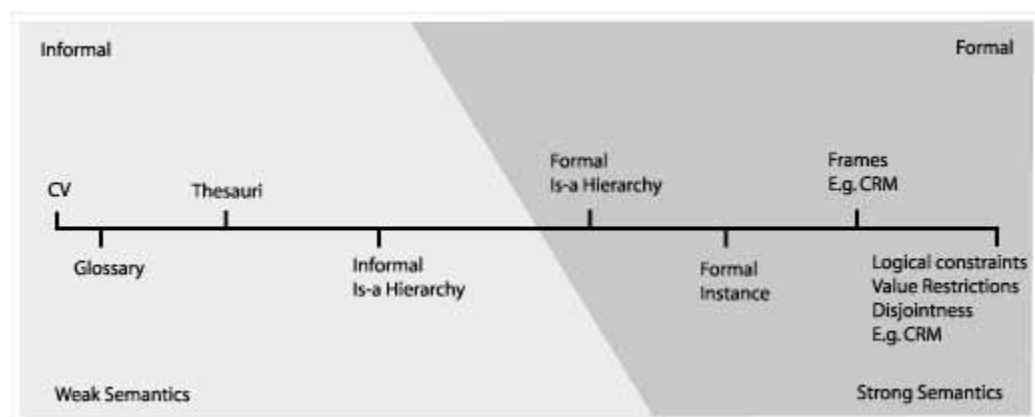 Informal
Formal
Formal
Is-a Hierarchy
Frames
E.g. CRM
CV
Thesauri
Glossary
Informal
Is-a Hierarchy
Formal
Instance
Logical constraints
Value Restrictions
Disjointness
E.g. CRM
Weak Semantics
Strong Semantics